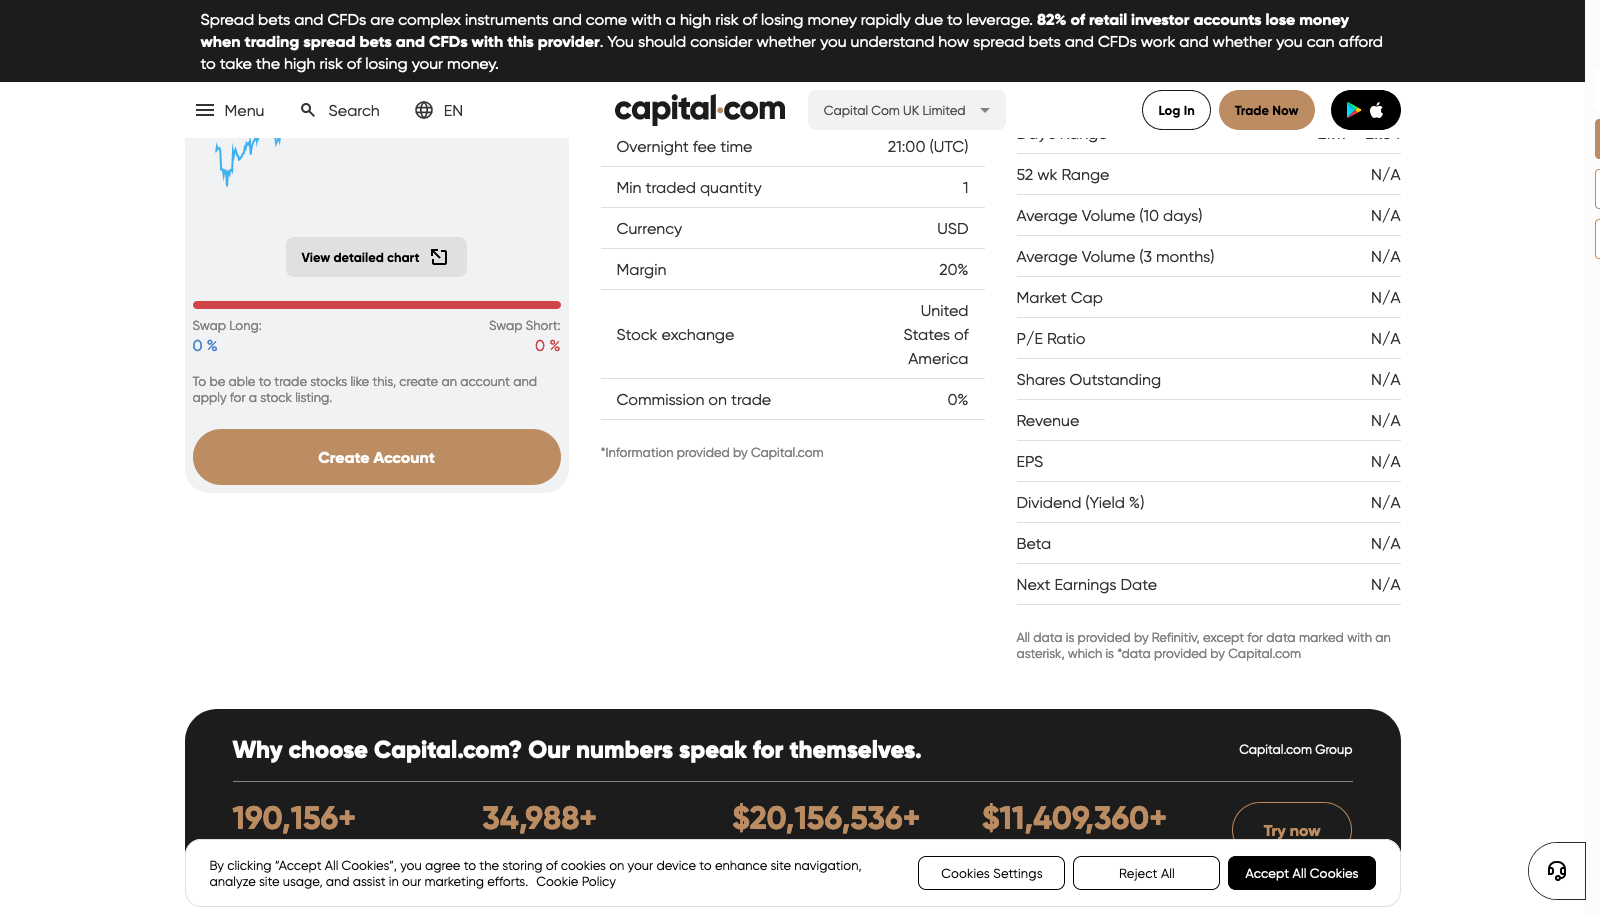 Spread bets and CFDs are complex instruments and come with a high risk of losing money rapidly due to leverage. 82% of retail investor accounts lose money
when trading spread bets and CFDs with this provider. You should consider whether you understand how spread bets and CFDs work and whether you can afford
to take the high risk of losing your money.
Menu
Search
EN
capital.com
Capital Com UK Limited
Log In
Trade Now
View detailed chart
Swap Long:
Swap Short:
0 %
0 %
To be able to trade stocks like this, create an account and
apply for a stock listing.
Create Account
Overnight fee time 21:00 (UTC)
Min traded quantity 1
Currency USD
Margin 20%
Stock exchange United
States of
America
Commission on trade 0%
*Information provided by Capital.com
52 wk Range N/A
Average Volume (10 days) N/A
Average Volume (3 months) N/A
Market Cap N/A
P/E Ratio N/A
Shares Outstanding N/A
Revenue N/A
EPS N/A
Dividend (Yield %) N/A
Beta N/A
Next Earnings Date N/A
All data is provided by Refinitiv, except for data marked with an
asterisk, which is *data provided by Capital.com
Why choose Capital.com? Our numbers speak for themselves.
Capital.com Group
190,156+
34,988+
$20,156,536+
$11,409,360+
Try now
By clicking “Accept All Cookies”, you agree to the storing of cookies on your device to enhance site navigation,
analyze site usage, and assist in our marketing efforts. Cookie Policy
Cookies Settings
Reject All
Accept All Cookies